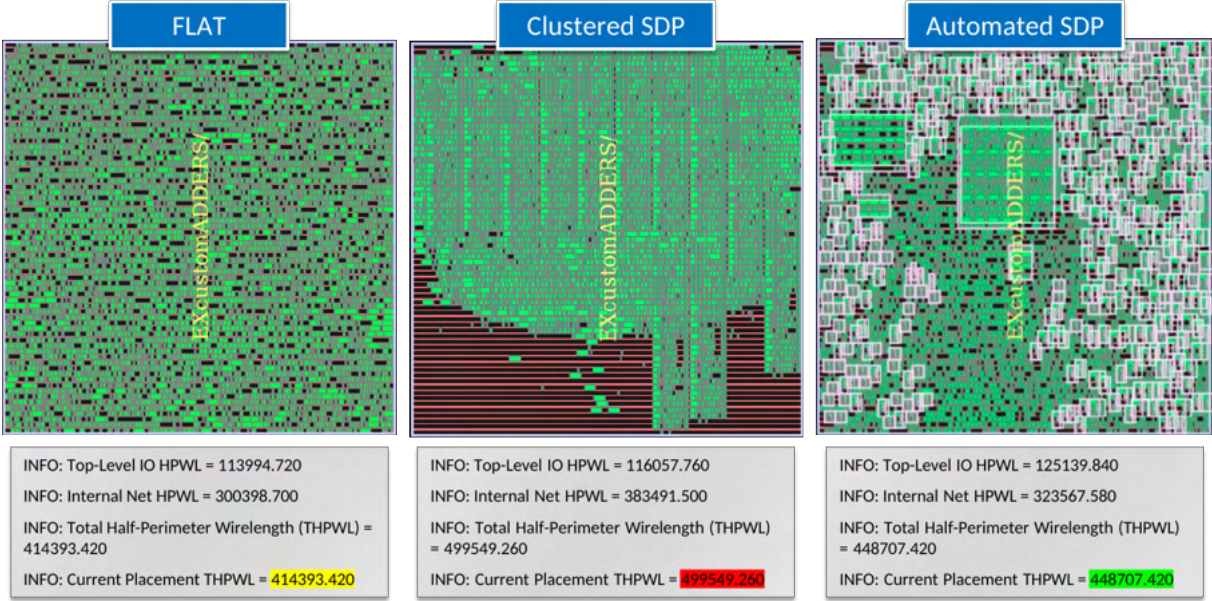 FLAT
EXcustomADDERS/
INFO: Top-Level IO HPWL = 113994.720
INFO: Internal Net HPWL = 300398.700
INFO: Total Half-Perimeter Wirelength (THPWL) =
414393.420
INFO: Current Placement THPWL = 414393.420
Clustered SDP
EXcustomADDERS/
INFO: Top-Level IO HPWL = 116057.760
INFO: Internal Net HPWL = 383491.500
INFO: Total Half-Perimeter Wirelength (THPWL)
= 499549.260
INFO: Current Placement THPWL = 499549.260
Automated SDP
EXcustomADDERS/
INFO: Top-Level IO HPWL = 125139.840
INFO: Internal Net HPWL = 323567.580
INFO: Total Half-Perimeter Wirelength (THPWL)
= 448707.420
INFO: Current Placement THPWL = 448707.420